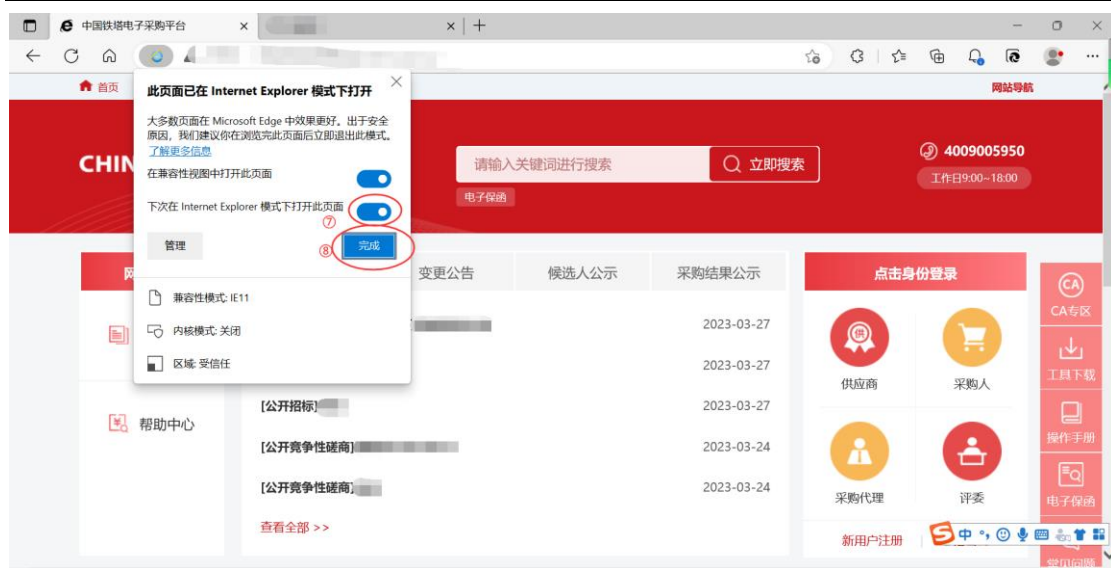 中国铁塔电子采购平台
首页
网站导航
此页面已在 Internet Explorer 模式下打开
大多数页面在 Microsoft Edge 中效果更好。出于安全
原因，我们建议你在浏览完此页面后立即退出此模式。
了解更多信息
在兼容性视图中打开此页面
下次在 Internet Explorer 模式下打开此页面
⑦
管理
⑧
完成
兼容性模式: IE11
内核模式: 关闭
区域: 受信任
CHIN
请输入关键词进行搜索
立即搜索
电子保函
4009005950
工作日9:00~18:00
变更公告
候选人公示
采购结果公示
2023-03-27
2023-03-27
[公开招标]
2023-03-27
[公开竞争性磋商]
2023-03-24
[公开竞争性磋商]
2023-03-24
查看全部 >>
帮助中心
点击身份登录
供
供应商
采购人
采购代理
评委
新用户注册
CA
CA专区
工具下载
操作手册
电子保函
常见问题
中